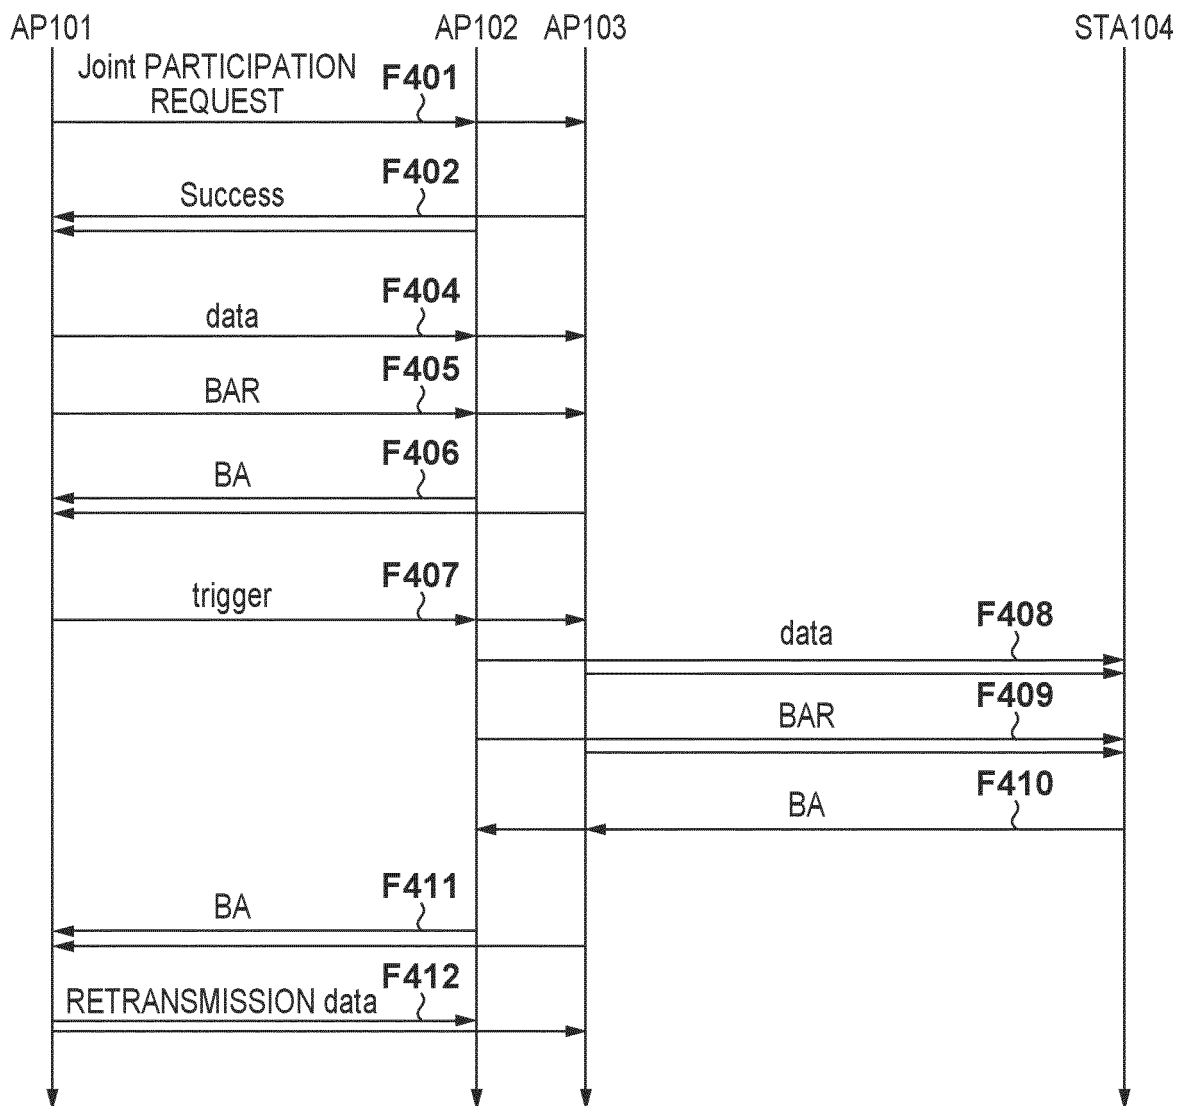 AP101 AP102 AP103 STA104
Joint PARTICIPATION
REQUEST
F401
F402
Success
F404
data
F405
BAR
F406
BA
F407
trigger
F408
data
F409
BAR
F410
BA
F411
BA
F412
RETRANSMISSION data